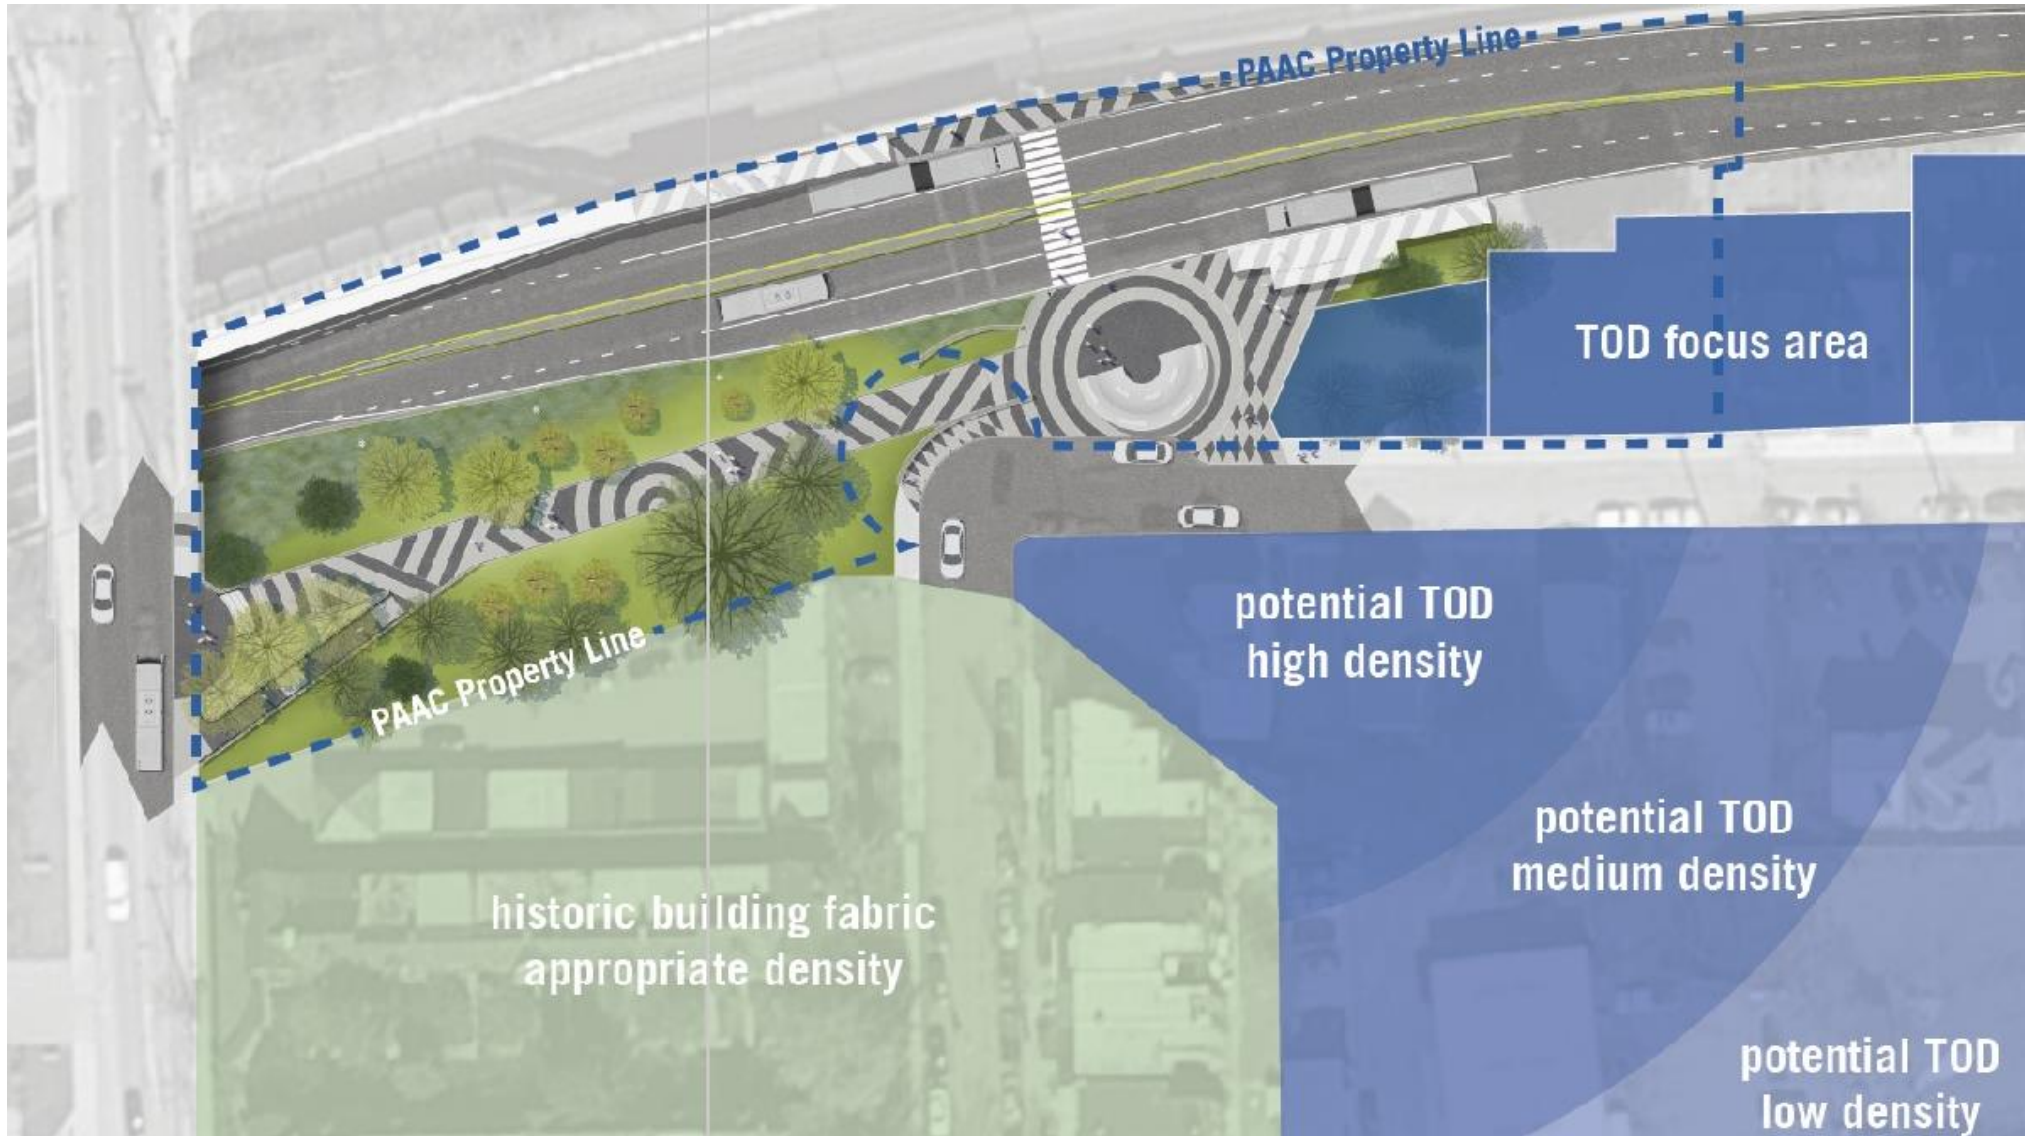 PAAC Property Line
TOD focus area
potential TOD
high density
PAAC Property Line
potential TOD
medium density
historic building fabric
appropriate density
potential TOD
low density